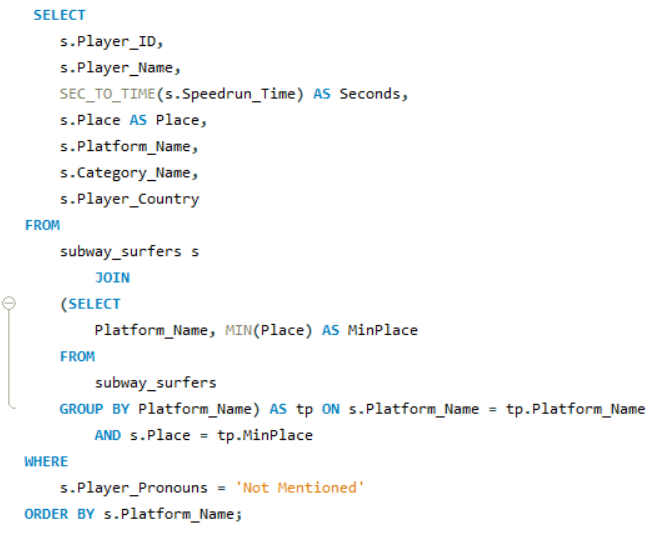 SELECT
s.Player_ID,
s.Player_Name,
SEC_TO_TIME(s.Speedrun_Time) AS Seconds,
s.Place AS Place,
s.Platform_Name,
s.Category_Name,
s.Player_Country
FROM
subway_surfers s
JOIN
(SELECT
Platform_Name, MIN(Place) AS MinPlace
FROM
subway_surfers
GROUP BY Platform_Name) AS tp ON s.Platform_Name = tp.Platform_Name
AND s.Place = tp.MinPlace
WHERE
s.Player_Pronouns = 'Not Mentioned'
ORDER BY s.Platform_Name;